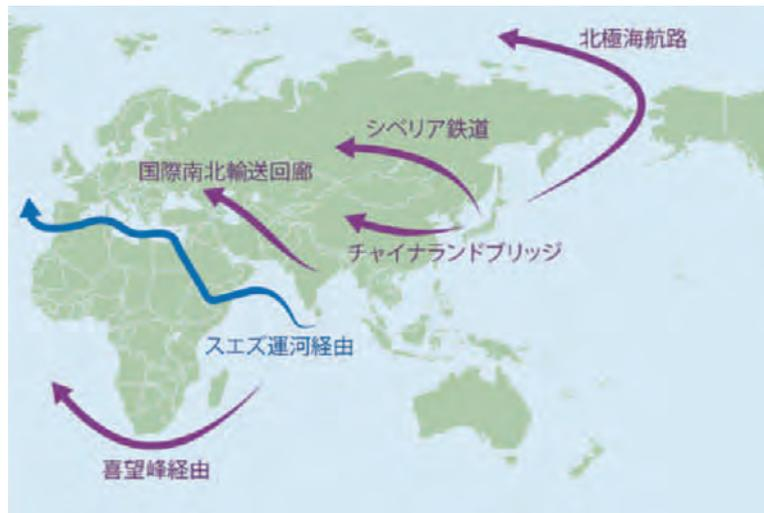 北極海航路
シベリア鉄道
国際南北輸送回廊
チャイナランドブリッジ
スエズ運河経由
喜望峰経由